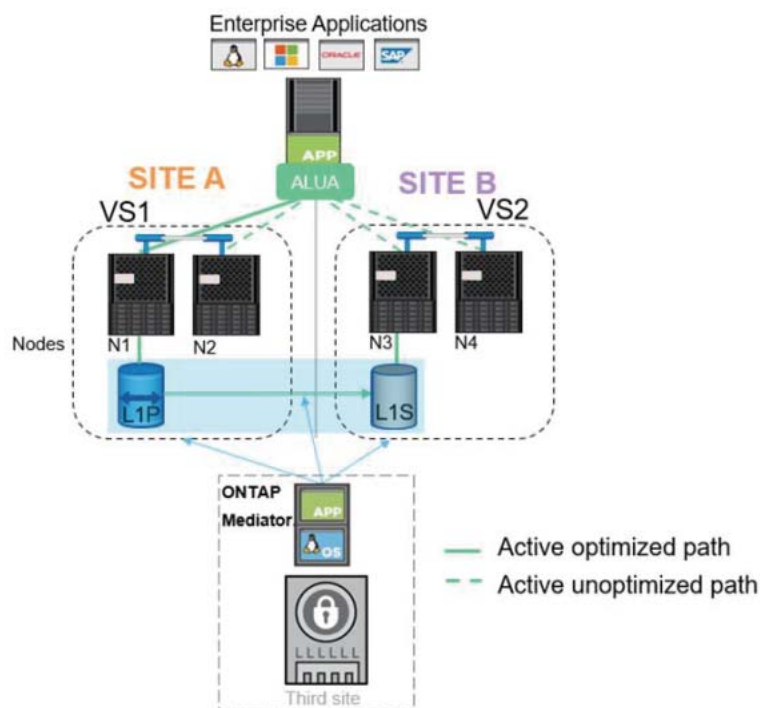 Enterprise Applications
ORACLE
SAP
APP
ALUA
SITE A
SITE B
VS1
VS2
Nodes
N1
N2
N3
N4
L1P
L1S
ONTAP
Mediator
APP
OS
LLLLLL
Third site
Active optimized path
Active unoptimized path